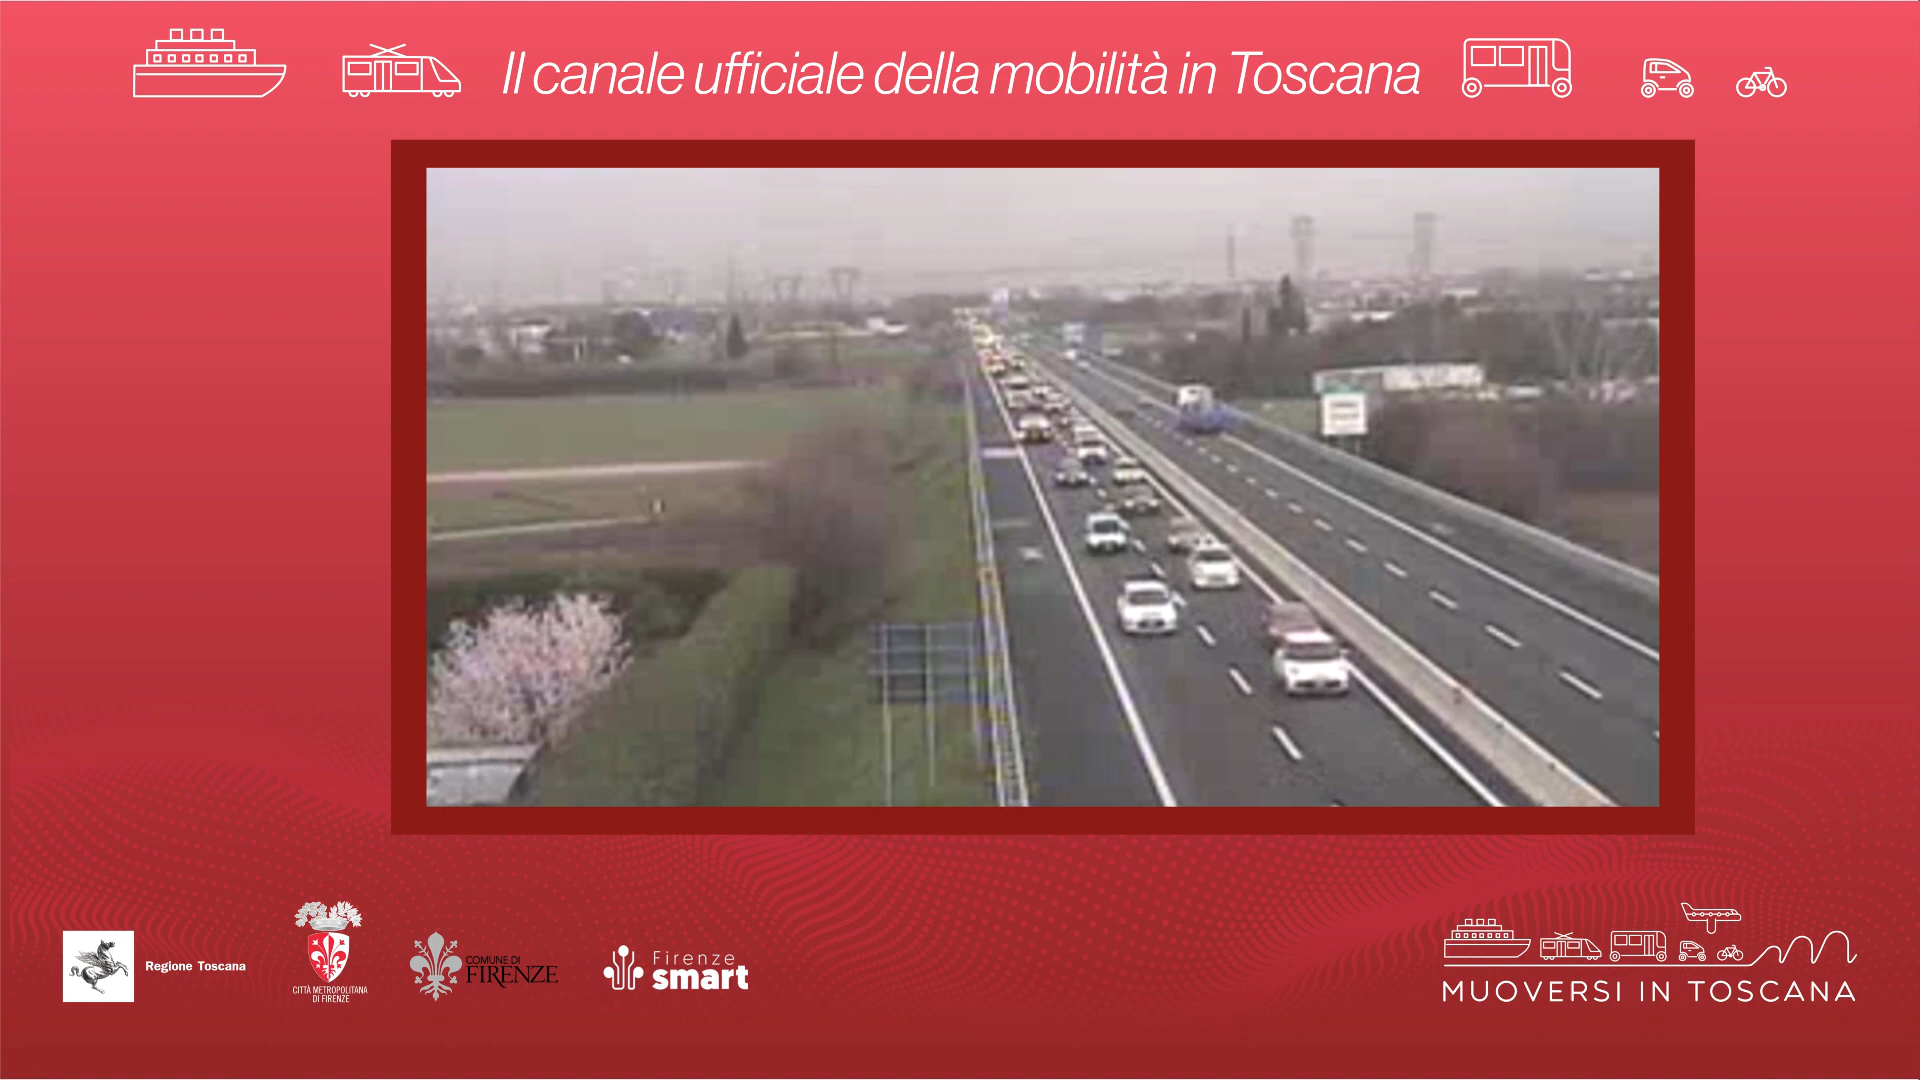 Il canale ufficiale della mobilità in Toscana
Regione Toscana
CITTÀ METROPOLITANA
DI FIRENZE
COMUNE DI
FIRENZE
Firenze
smart
MUOVERSI IN TOSCANA